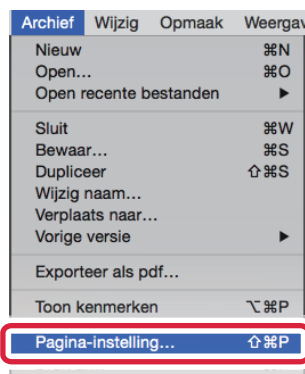 Archief Wijzig Opmaak Weergav
Nieuw ⌘N
Open... ⌘O
Open recente bestanden ▶
Sluit ⌘W
Bewaar... ⌘S
Dupliceer ⇧⌘S
Wijzig naam...
Verplaats naar...
Vorige versie ▶
Exporteer als pdf...
Toon kenmerken ⌥⌘P
Pagina-instelling... ⇧⌘P